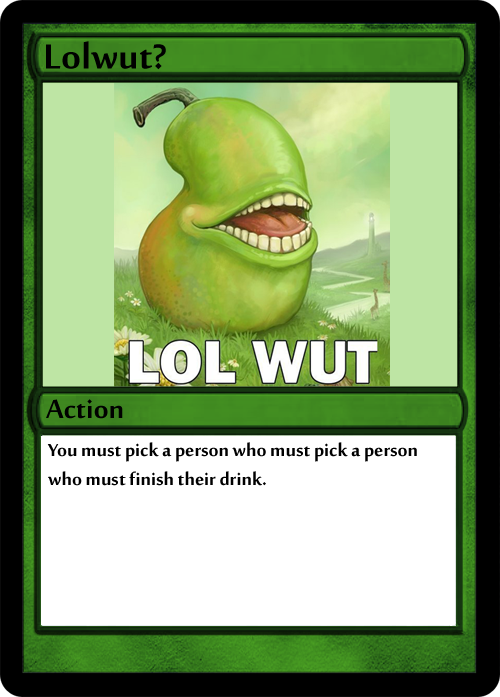 Lolwut?
LOL WUT
Action
You must pick a person who must pick a person
who must finish their drink.